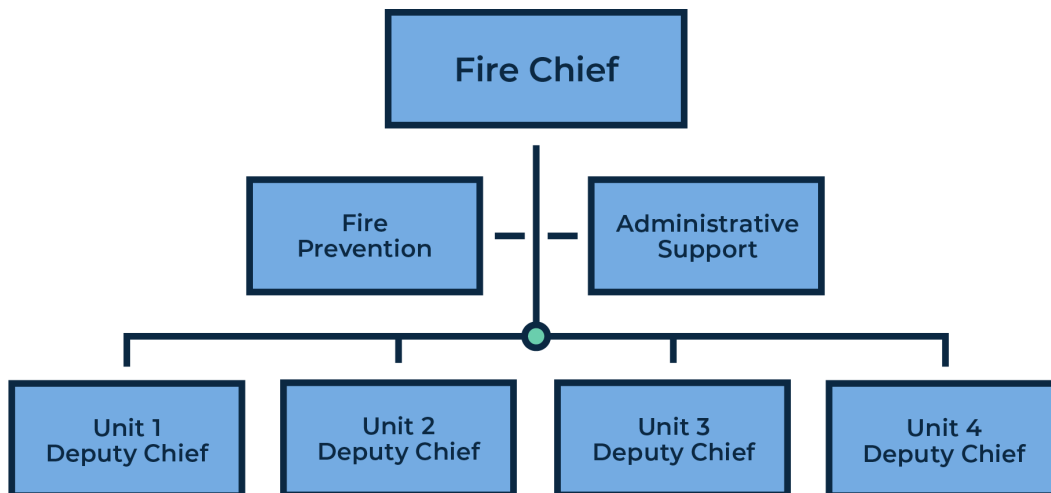 Fire Chief
Fire
Prevention
Administrative
Support
Unit 1
Deputy Chief
Unit 2
Deputy Chief
Unit 3
Deputy Chief
Unit 4
Deputy Chief